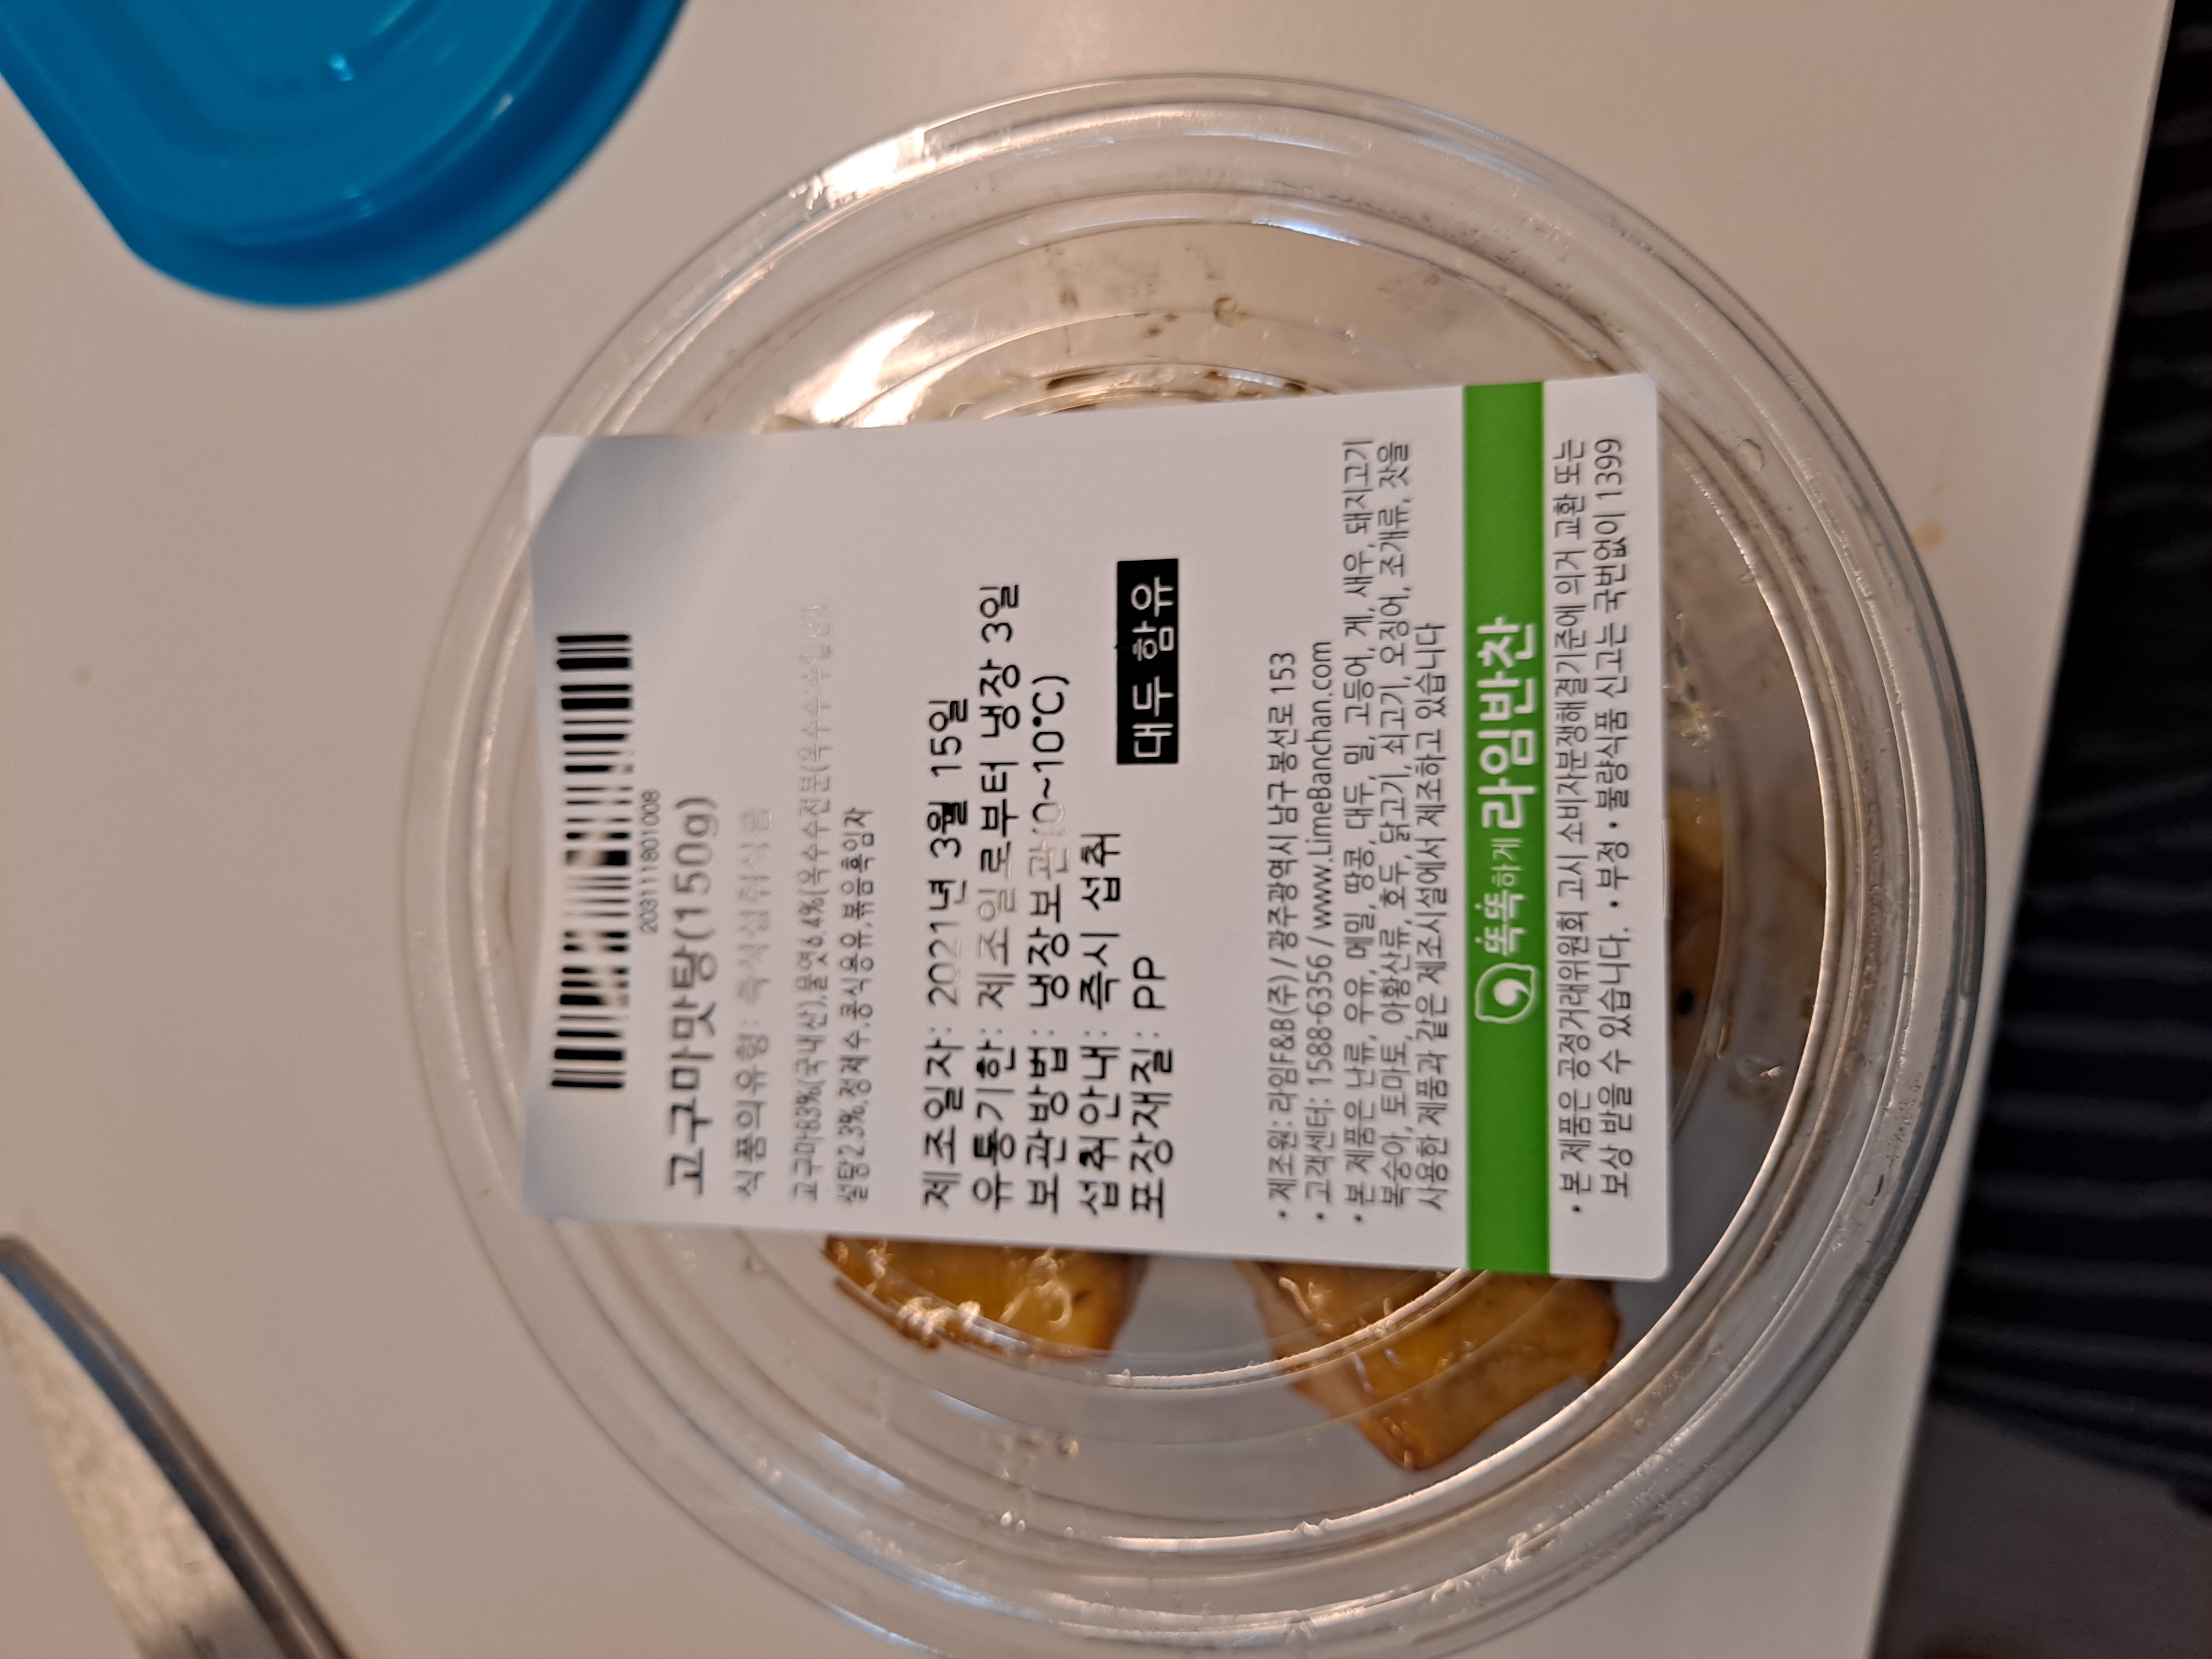 203111801008
고구마맛탕(150g)
식품의유형: 즉석섭취식품
고구마83%(국내산),물엿6.4%(옥수수전분(옥수수:수입산)),
설탕2.3%,정제수,콩식용유,볶음흑임자
제조일자: 2021년 3월 15일
유통기한: 제조일로부터 냉장 3일
보관방법: 냉장보관(0~10℃)
섭취안내: 즉시 섭취
포장재질: PP
대두 함유
• 제조원: 라임F&B(주) / 광주광역시 남구 봉선로 153
• 고객센터: 1588-6356 / www.LimeBanchan.com
• 본 제품은 난류, 우유, 메밀, 땅콩, 대두, 밀, 고등어, 게, 새우, 돼지고기
복숭아, 토마토, 아황산류, 호두, 닭고기, 쇠고기, 오징어, 조개류, 잣을
사용한 제품과 같은 제조시설에서 제조하고 있습니다
똑똑하게 라임반찬
• 본 제품은 공정거래위원회 고시 소비자분쟁해결기준에 의거 교환 또는
보상 받을 수 있습니다. • 부정 • 불량식품 신고는 국번없이 1399